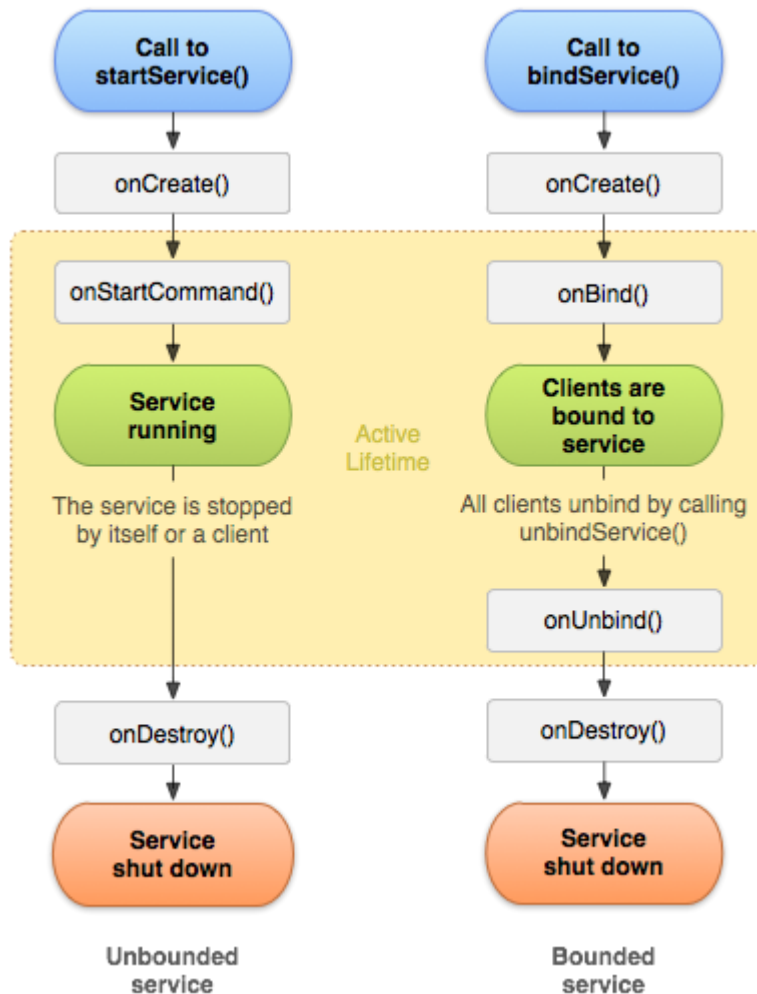 Call to
startService()
onCreate()
onStartCommand()
Service
running
The service is stopped
by itself or a client
onDestroy()
Service
shut down
Unbounded
service
Active
Lifetime
Call to
bindService()
onCreate()
onBind()
Clients are
bound to
service
All clients unbind by calling
unbindService()
onUnbind()
onDestroy()
Service
shut down
Bounded
service